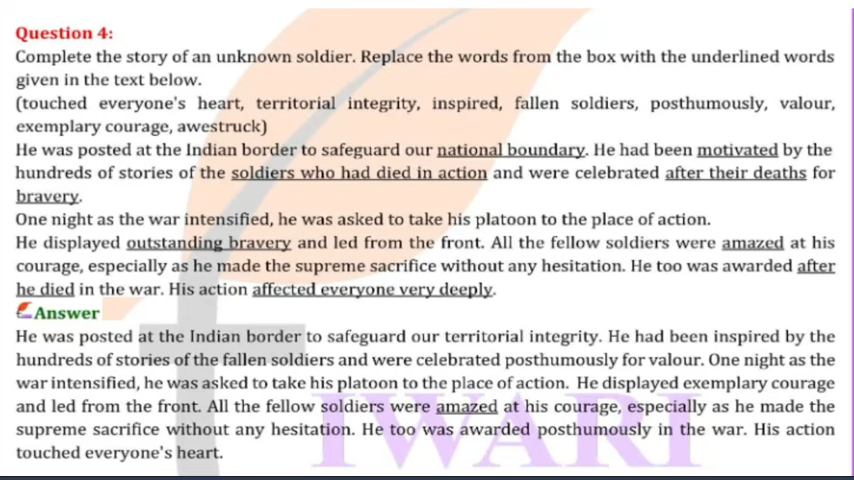 Question 4:
Complete the story of an unknown soldier. Replace the words from the box with the underlined words
given in the text below.
(touched everyone's heart, territorial integrity, inspired, fallen soldiers, posthumously, valour,
exemplary courage, awestruck)
He was posted at the Indian border to safeguard our national boundary. He had been motivated by the
hundreds of stories of the soldiers who had died in action and were celebrated after their deaths for
bravery.
One night as the war intensified, he was asked to take his platoon to the place of action.
He displayed outstanding bravery and led from the front. All the fellow soldiers were amazed at his
courage, especially as he made the supreme sacrifice without any hesitation. He too was awarded after
he died in the war. His action affected everyone very deeply.
Answer
He was posted at the Indian border to safeguard our territorial integrity. He had been inspired by the
hundreds of stories of the fallen soldiers and were celebrated posthumously for valour. One night as the
war intensified, he was asked to take his platoon to the place of action. He displayed exemplary courage
and led from the front. All the fellow soldiers were amazed at his courage, especially as he made the
supreme sacrifice without any hesitation. He too was awarded posthumously in the war. His action
touched everyone's heart.
IWARI